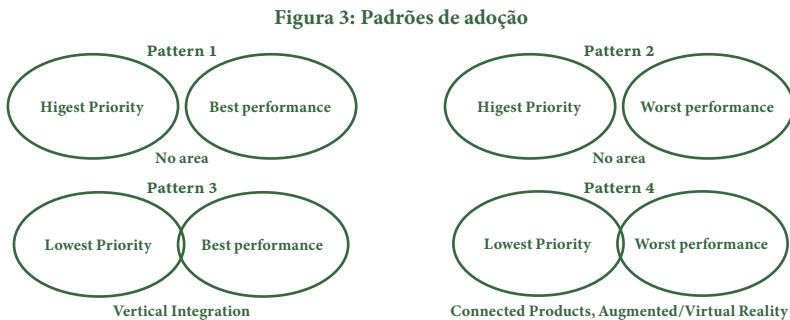 Figura 3: Padrões de adoção
Pattern 1
Higest Priority
Best performance
No area
Pattern 2
Higest Priority
Worst performance
No area
Pattern 3
Lowest Priority
Best performance
Vertical Integration
Pattern 4
Lowest Priority
Worst performance
Connected Products, Augmented/Virtual Reality